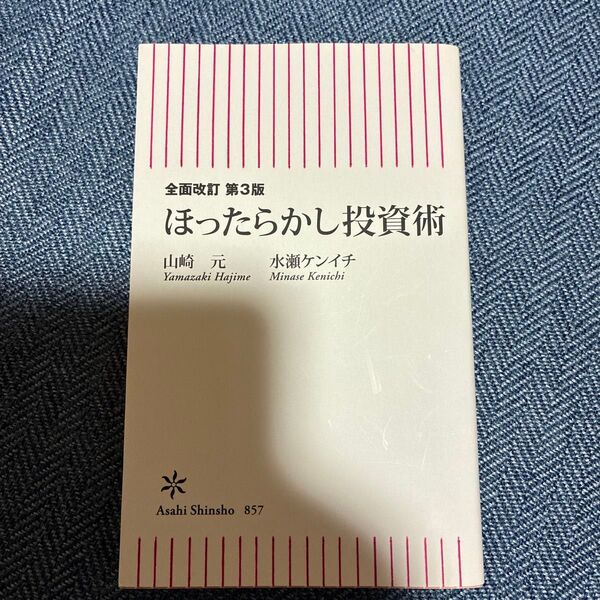 全面改訂 第3版
ほったらかし投資術
山崎 元 水瀬ケンイチ
Yamazaki Hajime Minase Kenichi
Asahi Shinsho 857